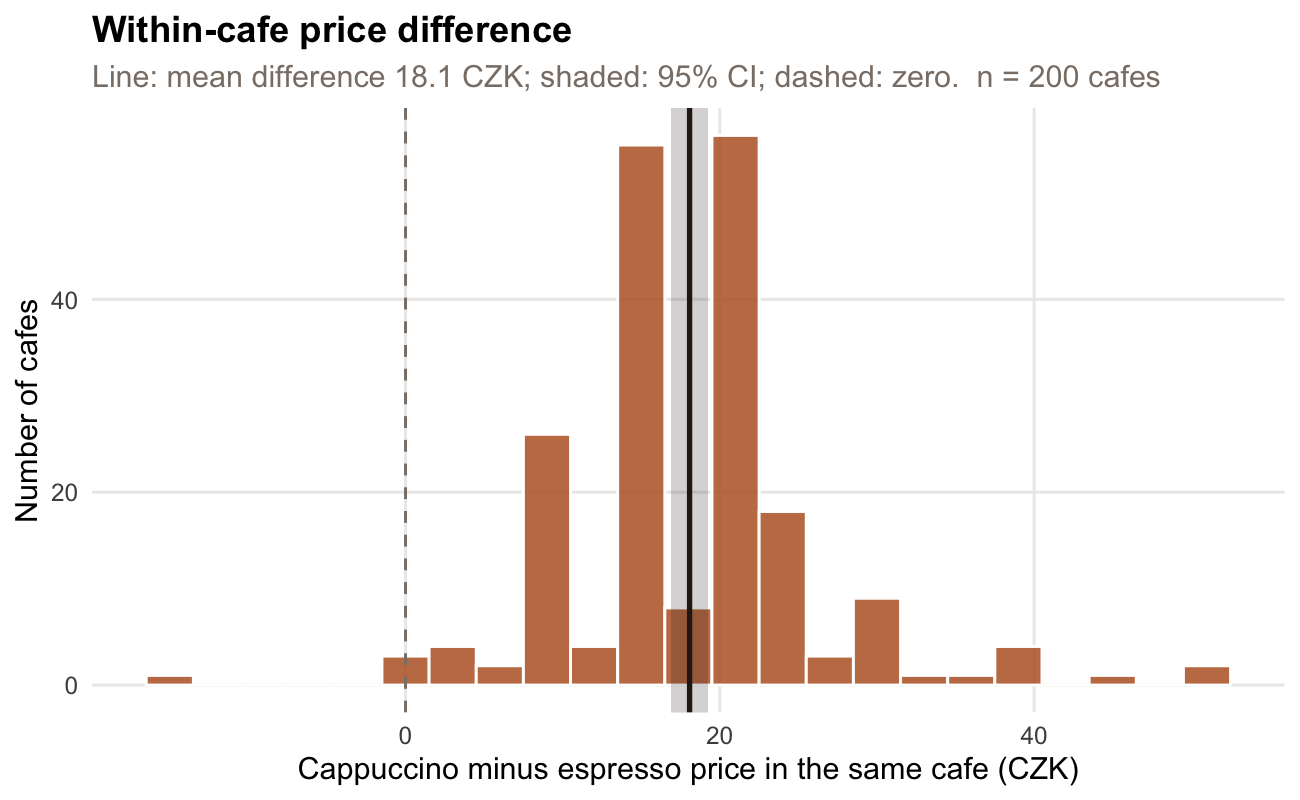 Within-cafe price difference
Line: mean difference 18.1 CZK; shaded: 95% CI; dashed: zero.  n = 200 cafes
Number of cafes
40
20
0
0 20 40
Cappuccino minus espresso price in the same cafe (CZK)